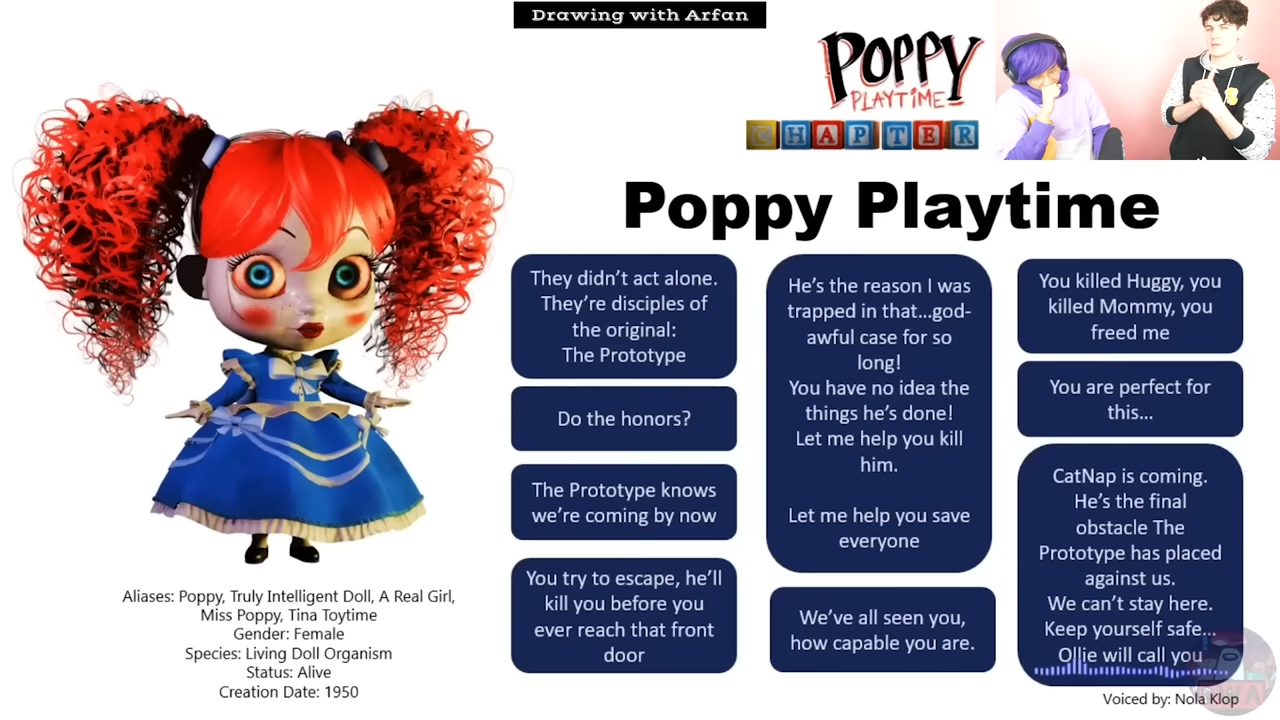 Drawing with Arfan
POPPY
PLAYTIME
CHAPTER
Poppy Playtime
They didn't act alone.
They're disciples of
the original:
The Prototype
Do the honors?
The Prototype knows
we're coming by now
You try to escape, he'll
kill you before you
ever reach that front
door
He's the reason I was
trapped in that...god-
awful case for so
long!
You have no idea the
things he's done!
Let me help you kill
him.
Let me help you save
everyone
We've all seen you,
how capable you are.
You killed Huggy, you
killed Mommy, you
freed me
You are perfect for
this...
CatNap is coming.
He's the final
obstacle The
Prototype has placed
against us.
We can't stay here.
Keep yourself safe...
Ollie will call you
Aliases: Poppy, Truly Intelligent Doll, A Real Girl,
Miss Poppy, Tina Toytime
Gender: Female
Species: Living Doll Organism
Status: Alive
Creation Date: 1950
Voiced by: Nola Klop